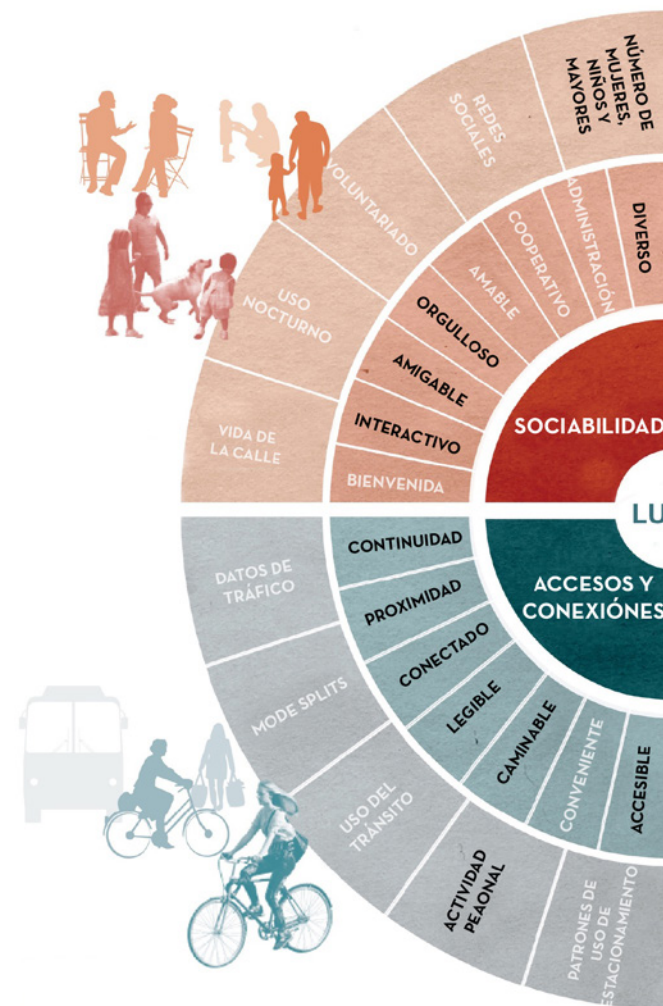 NÚMERO DE
MUJERES,
NIÑOS Y
MAYORES
REDES
SOCIALES
VOLUNTARIADO
USO
NOCTURNO
VIDA DE
LA CALLE
DIVERSO
ADMINISTRACIÓN
COOPERATIVO
AMABLE
ORGULLOSO
AMIGABLE
INTERACTIVO
BIENVENIDA
SOCIABILIDAD
LU
ACCESOS Y
CONEXIÓNES
CONTINUIDAD
PROXIMIDAD
CONECTADO
LEGIBLE
CAMINABLE
CONVENIENTE
ACCESIBLE
DATOS DE
TRÁFICO
MODE SPLITS
USO DEL
TRÁNSITO
ACTIVIDAD
PEAONAL
PATRONES DE
USO DE
ESTACIONAMIENTO